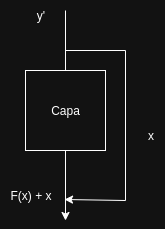 y'
Capa
x
F(x) + x